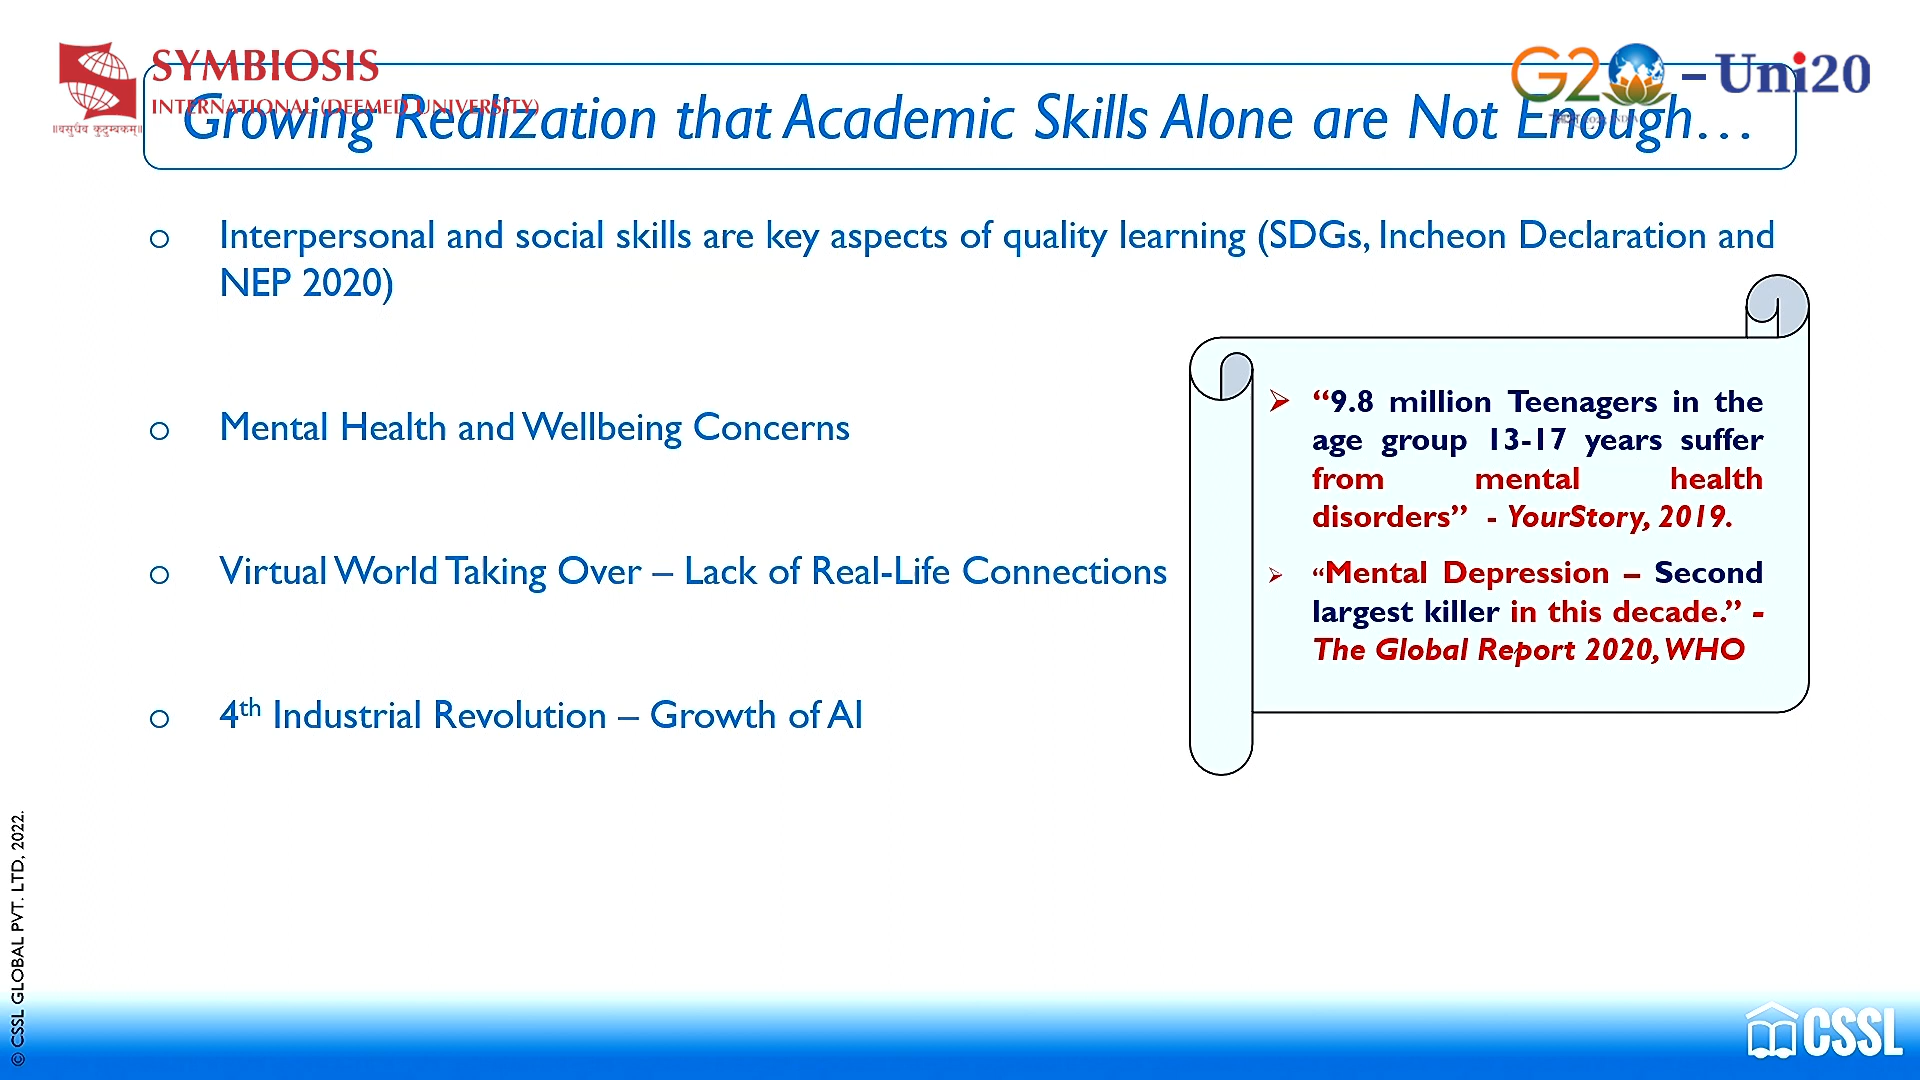 SYMBIOSIS
INTERNATIONAL (DEEMED UNIVERSITY)
॥वसुधैव कुटुम्बकम्॥
G20 – Uni20
Growing Realization that Academic Skills Alone are Not Enough…
o Interpersonal and social skills are key aspects of quality learning (SDGs, Incheon Declaration and
NEP 2020)
o Mental Health and Wellbeing Concerns
o Virtual World Taking Over – Lack of Real-Life Connections
o 4th Industrial Revolution – Growth of AI
➢ “9.8 million Teenagers in the
age group 13-17 years suffer
from mental health
disorders” - YourStory, 2019.
➢ “Mental Depression – Second
largest killer in this decade.” -
The Global Report 2020, WHO
© CSSL GLOBAL PVT. LTD, 2022.
CSSL